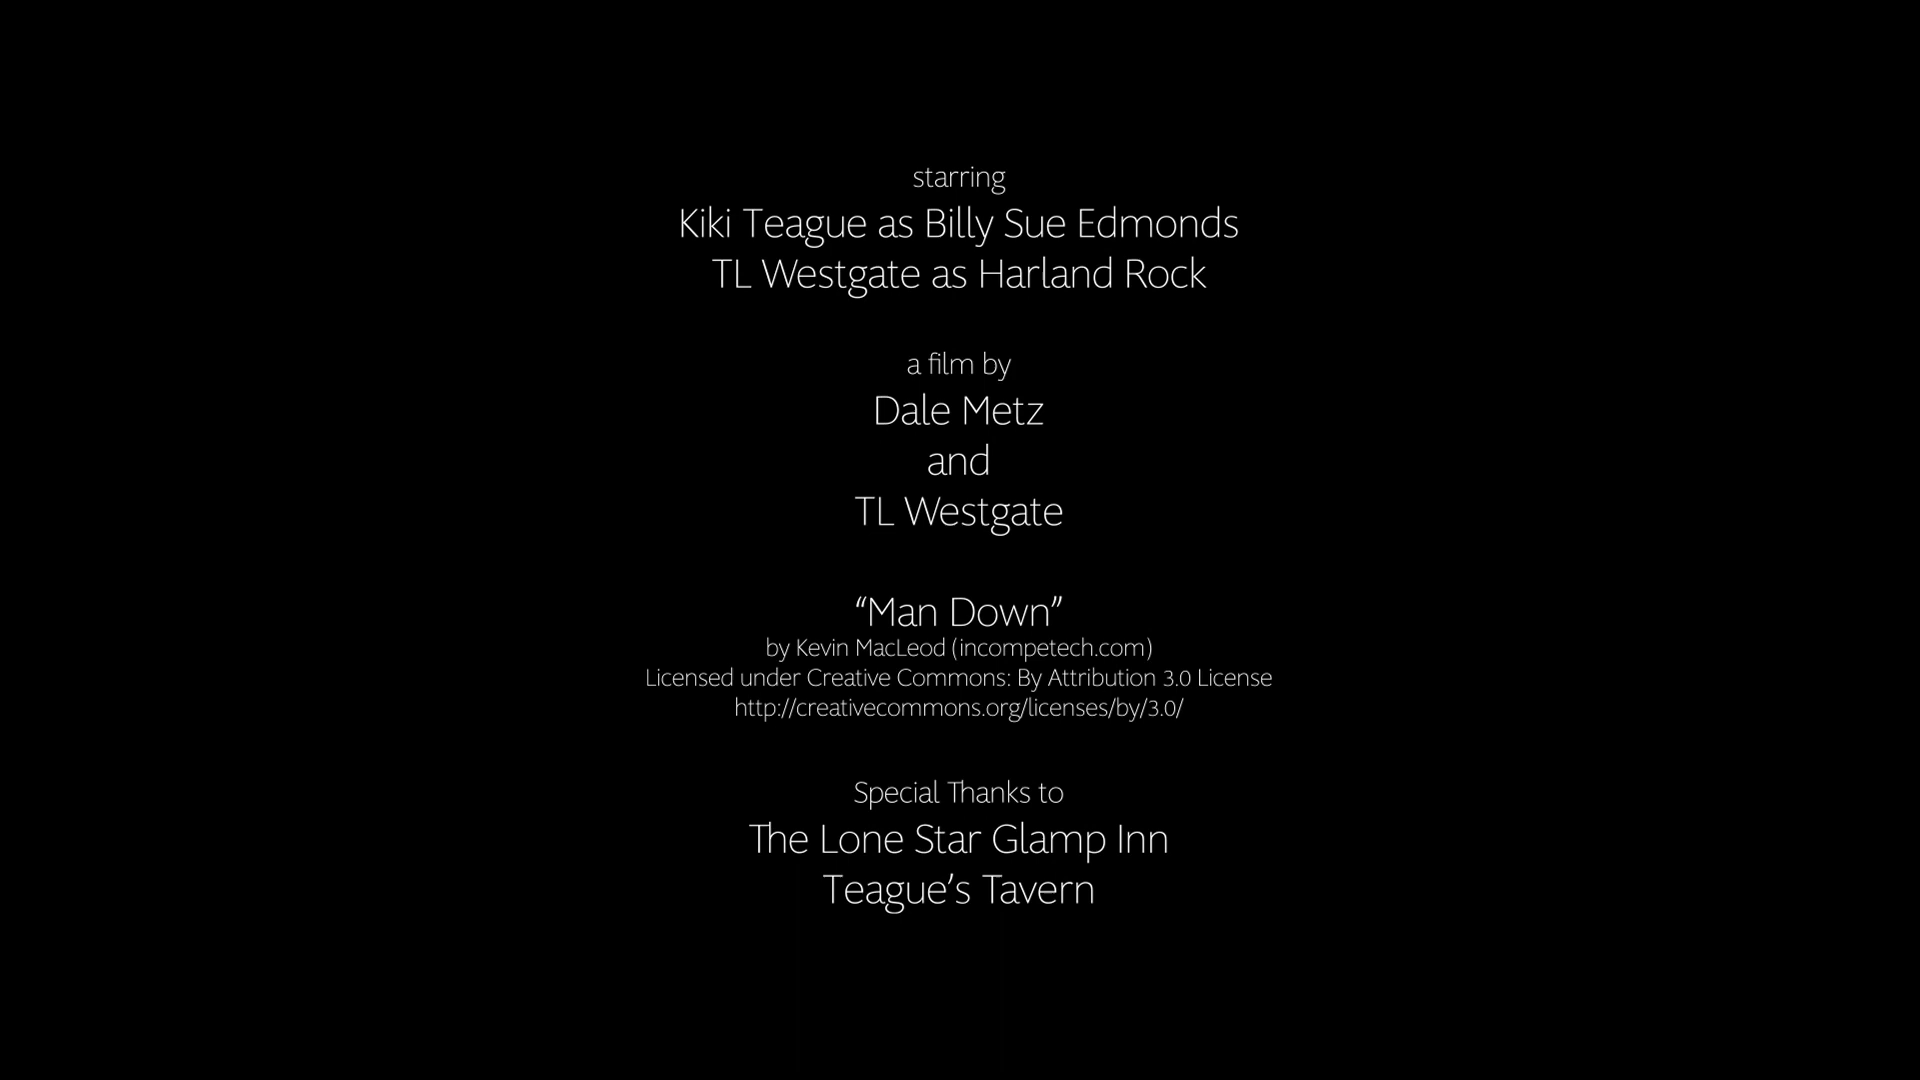 starring
Kiki Teague as Billy Sue Edmonds
TL Westgate as Harland Rock
a film by
Dale Metz
and
TL Westgate
“Man Down”
by Kevin MacLeod (incompetech.com)
Licensed under Creative Commons: By Attribution 3.0 License
http://creativecommons.org/licenses/by/3.0/
Special Thanks to
The Lone Star Glamp Inn
Teague’s Tavern